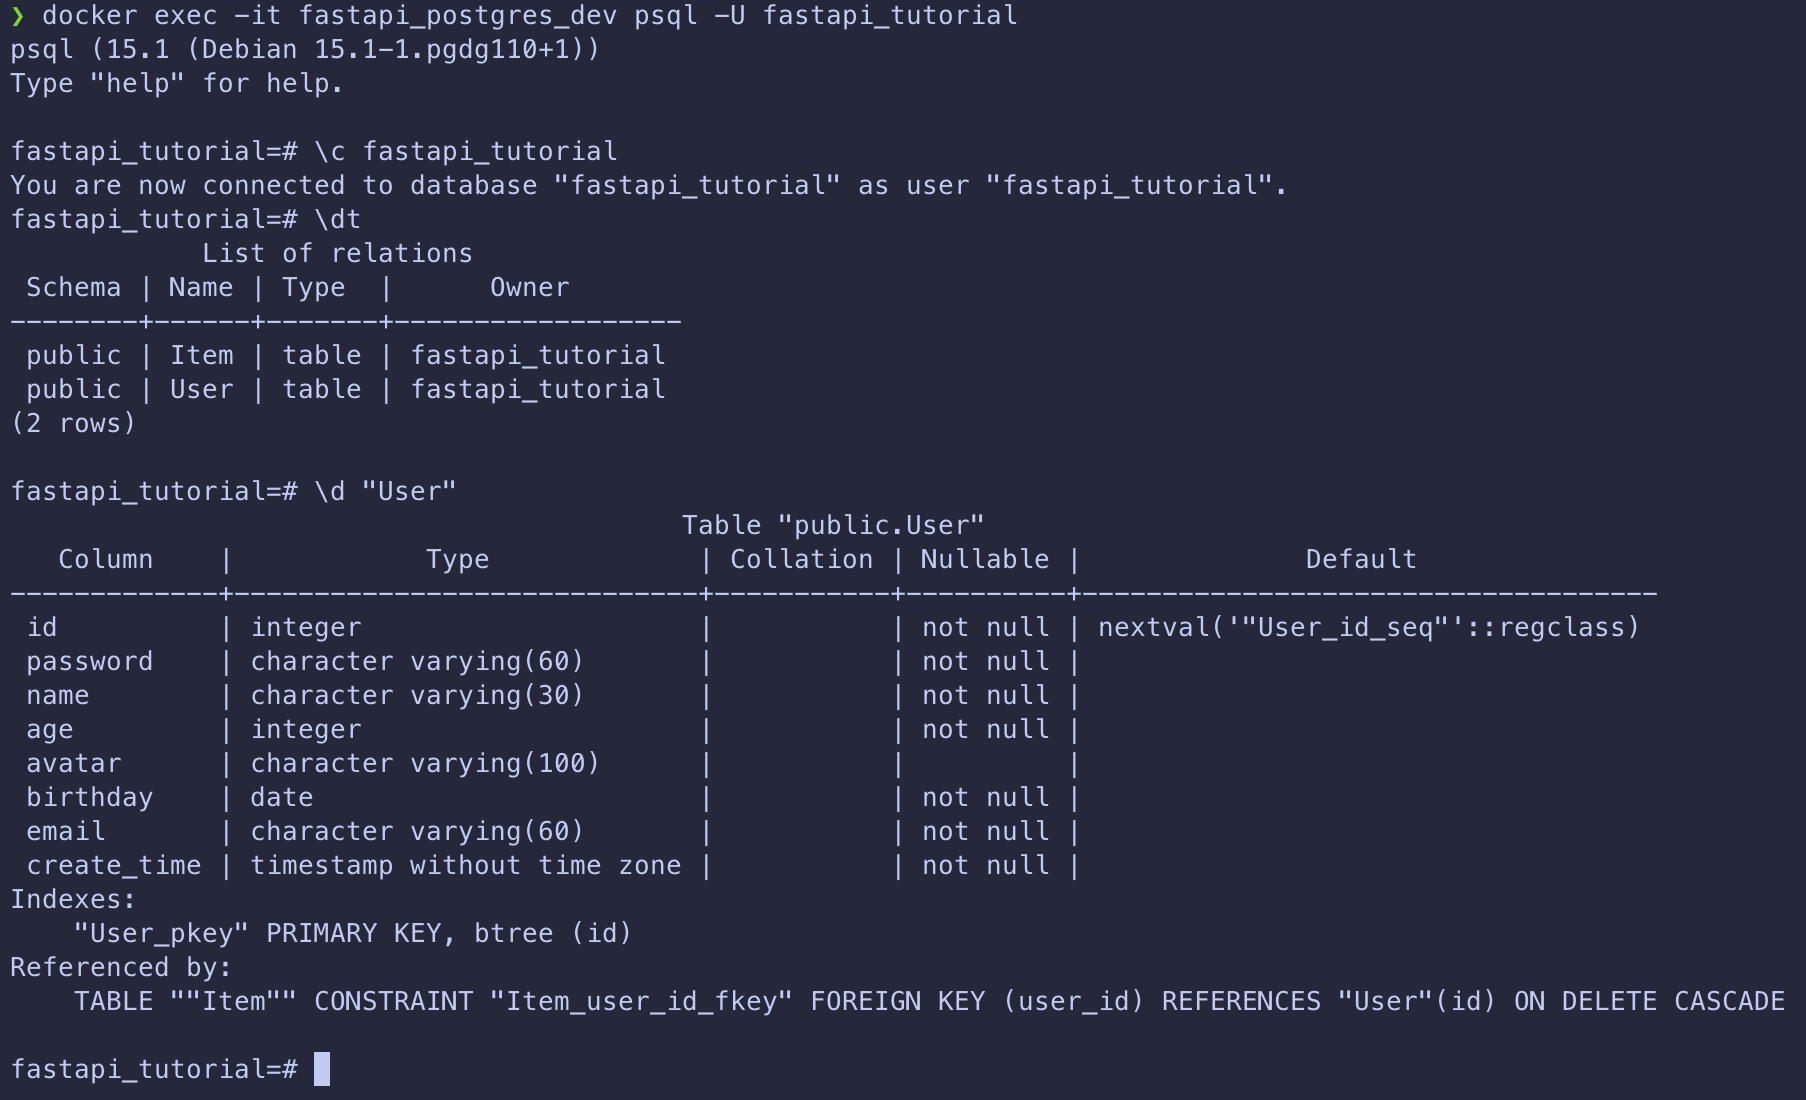 ❯ docker exec -it fastapi_postgres_dev psql -U fastapi_tutorial
psql (15.1 (Debian 15.1-1.pgdg110+1))
Type "help" for help.

fastapi_tutorial=# \c fastapi_tutorial
You are now connected to database "fastapi_tutorial" as user "fastapi_tutorial".
fastapi_tutorial=# \dt
            List of relations
 Schema | Name | Type  |      Owner
--------+------+-------+------------------
 public | Item | table | fastapi_tutorial
 public | User | table | fastapi_tutorial
(2 rows)

fastapi_tutorial=# \d "User"
                                          Table "public.User"
   Column    |            Type             | Collation | Nullable |              Default
-------------+-----------------------------+-----------+----------+------------------------------------
 id          | integer                     |           | not null | nextval('"User_id_seq"'::regclass)
 password    | character varying(60)       |           | not null |
 name        | character varying(30)       |           | not null |
 age         | integer                     |           | not null |
 avatar      | character varying(100)      |           |          |
 birthday    | date                        |           | not null |
 email       | character varying(60)       |           | not null |
 create_time | timestamp without time zone |           | not null |
Indexes:
    "User_pkey" PRIMARY KEY, btree (id)
Referenced by:
    TABLE ""Item"" CONSTRAINT "Item_user_id_fkey" FOREIGN KEY (user_id) REFERENCES "User"(id) ON DELETE CASCADE

fastapi_tutorial=#